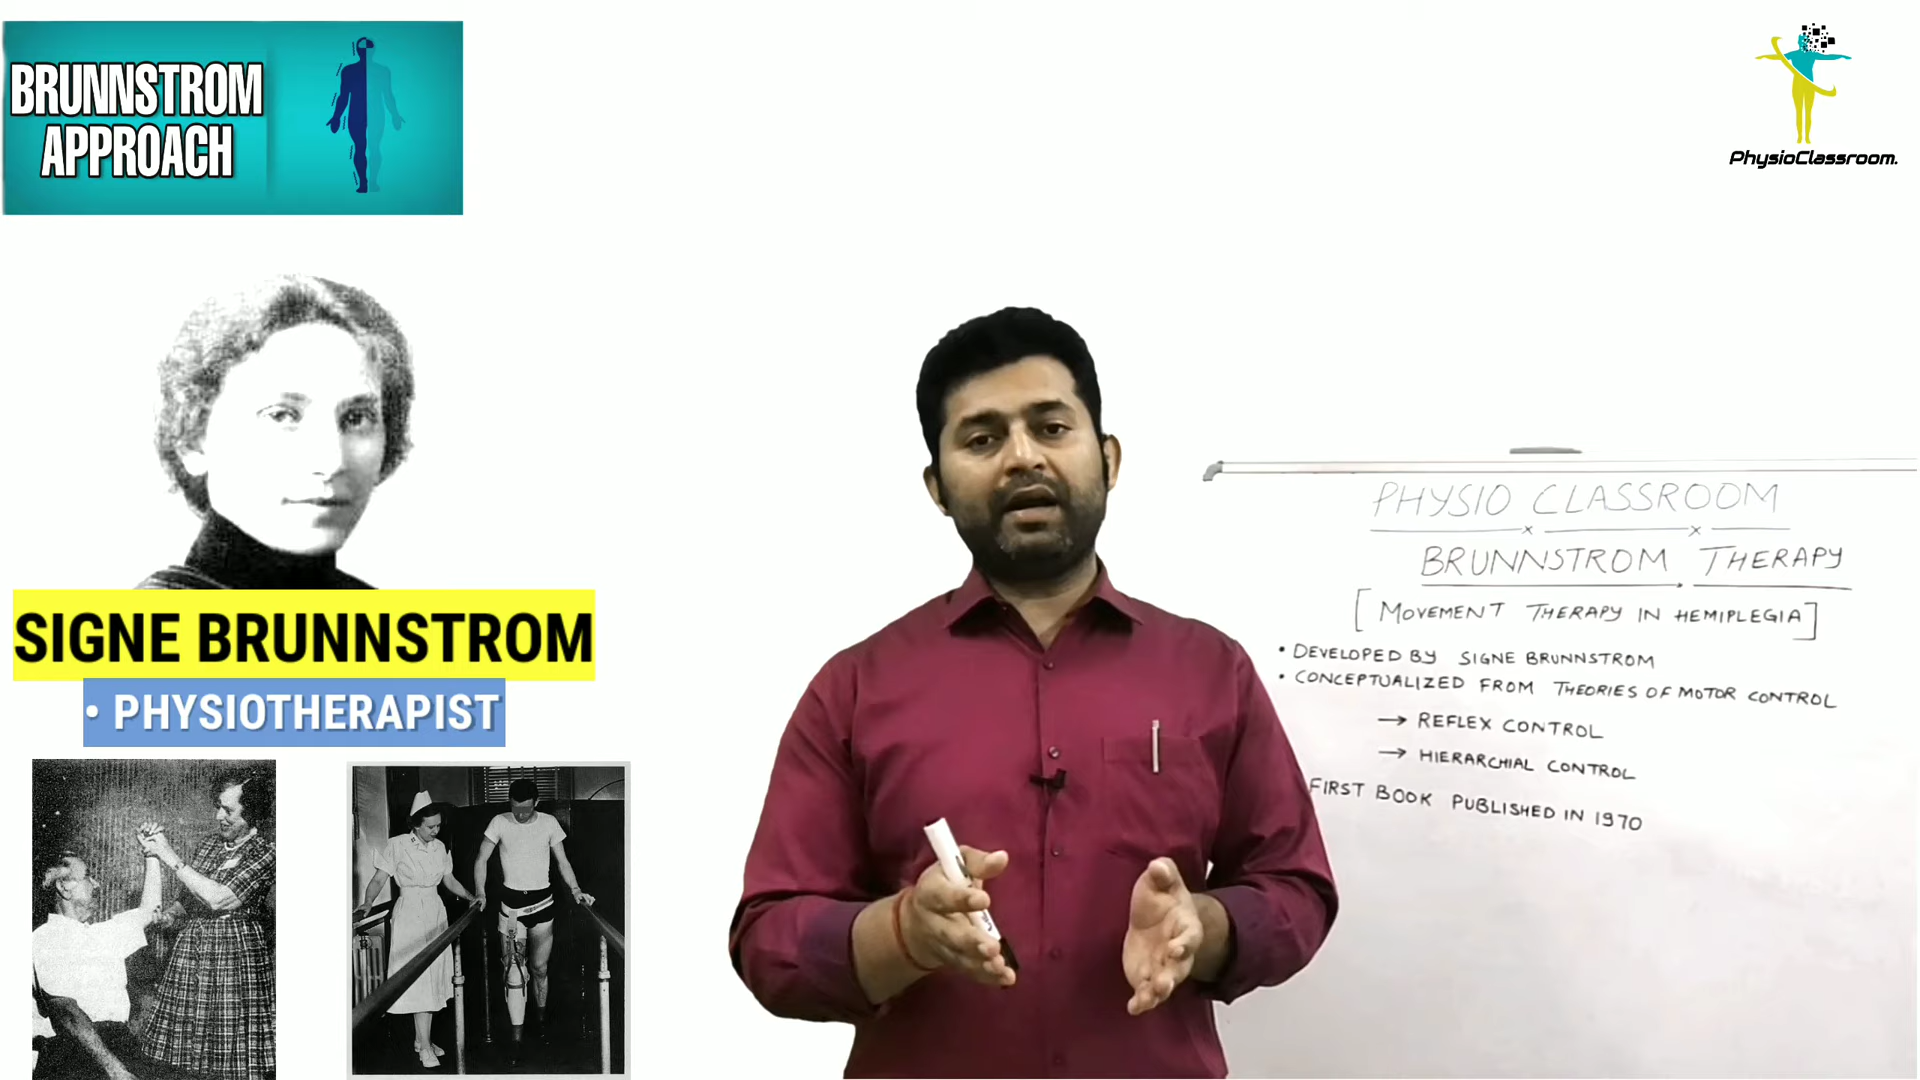 BRUNNSTROM
APPROACH
PhysioClassroom.
SIGNE BRUNNSTROM
• PHYSIOTHERAPIST
PHYSIO CLASSROOM
BRUNNSTROM THERAPY
[MOVEMENT THERAPY IN HEMIPLEGIA]
• DEVELOPED BY SIGNE BRUNNSTROM
• CONCEPTUALIZED FROM THEORIES OF MOTOR CONTROL
→ REFLEX CONTROL
→ HIERARCHIAL CONTROL
FIRST BOOK PUBLISHED IN 1970